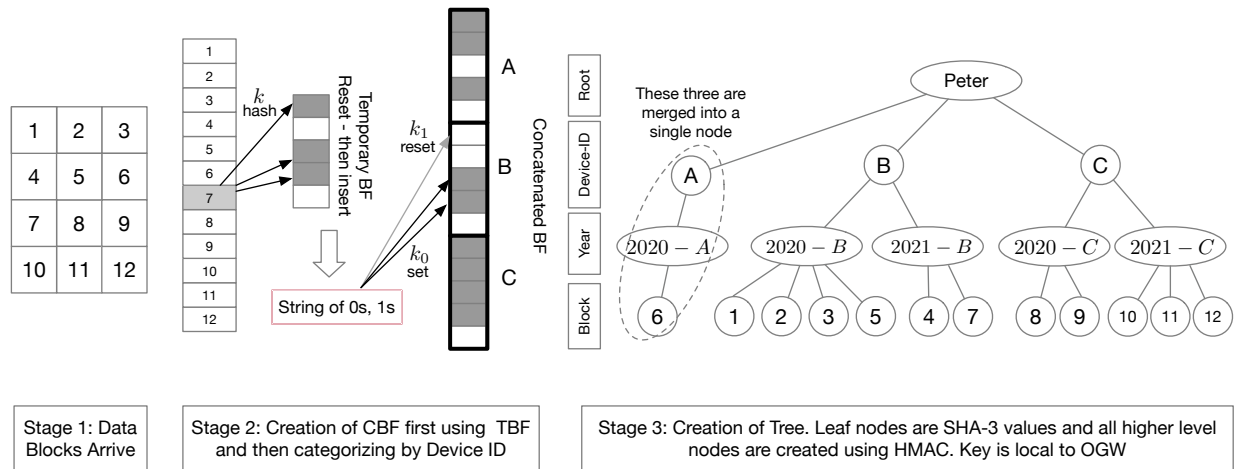 1 2 3
4 5 6
7 8 9
10 11 12
1
2
3
4
5
6
7
8
9
10
11
12
k
hash
Temporary BF
Reset - then insert
String of 0s, 1s
k1
reset
k0
set
A
B
C
Concatenated BF
Root
Device-ID
Year
Block
These three are
merged into a
single node
Peter
A B C
2020 − A 2020 − B 2021 − B 2020 − C 2021 − C
6 1 2 3 5 4 7 8 9 10 11 12
Stage 1: Data
Blocks Arrive
Stage 2: Creation of CBF first using TBF
and then categorizing by Device ID
Stage 3: Creation of Tree. Leaf nodes are SHA-3 values and all higher level
nodes are created using HMAC. Key is local to OGW